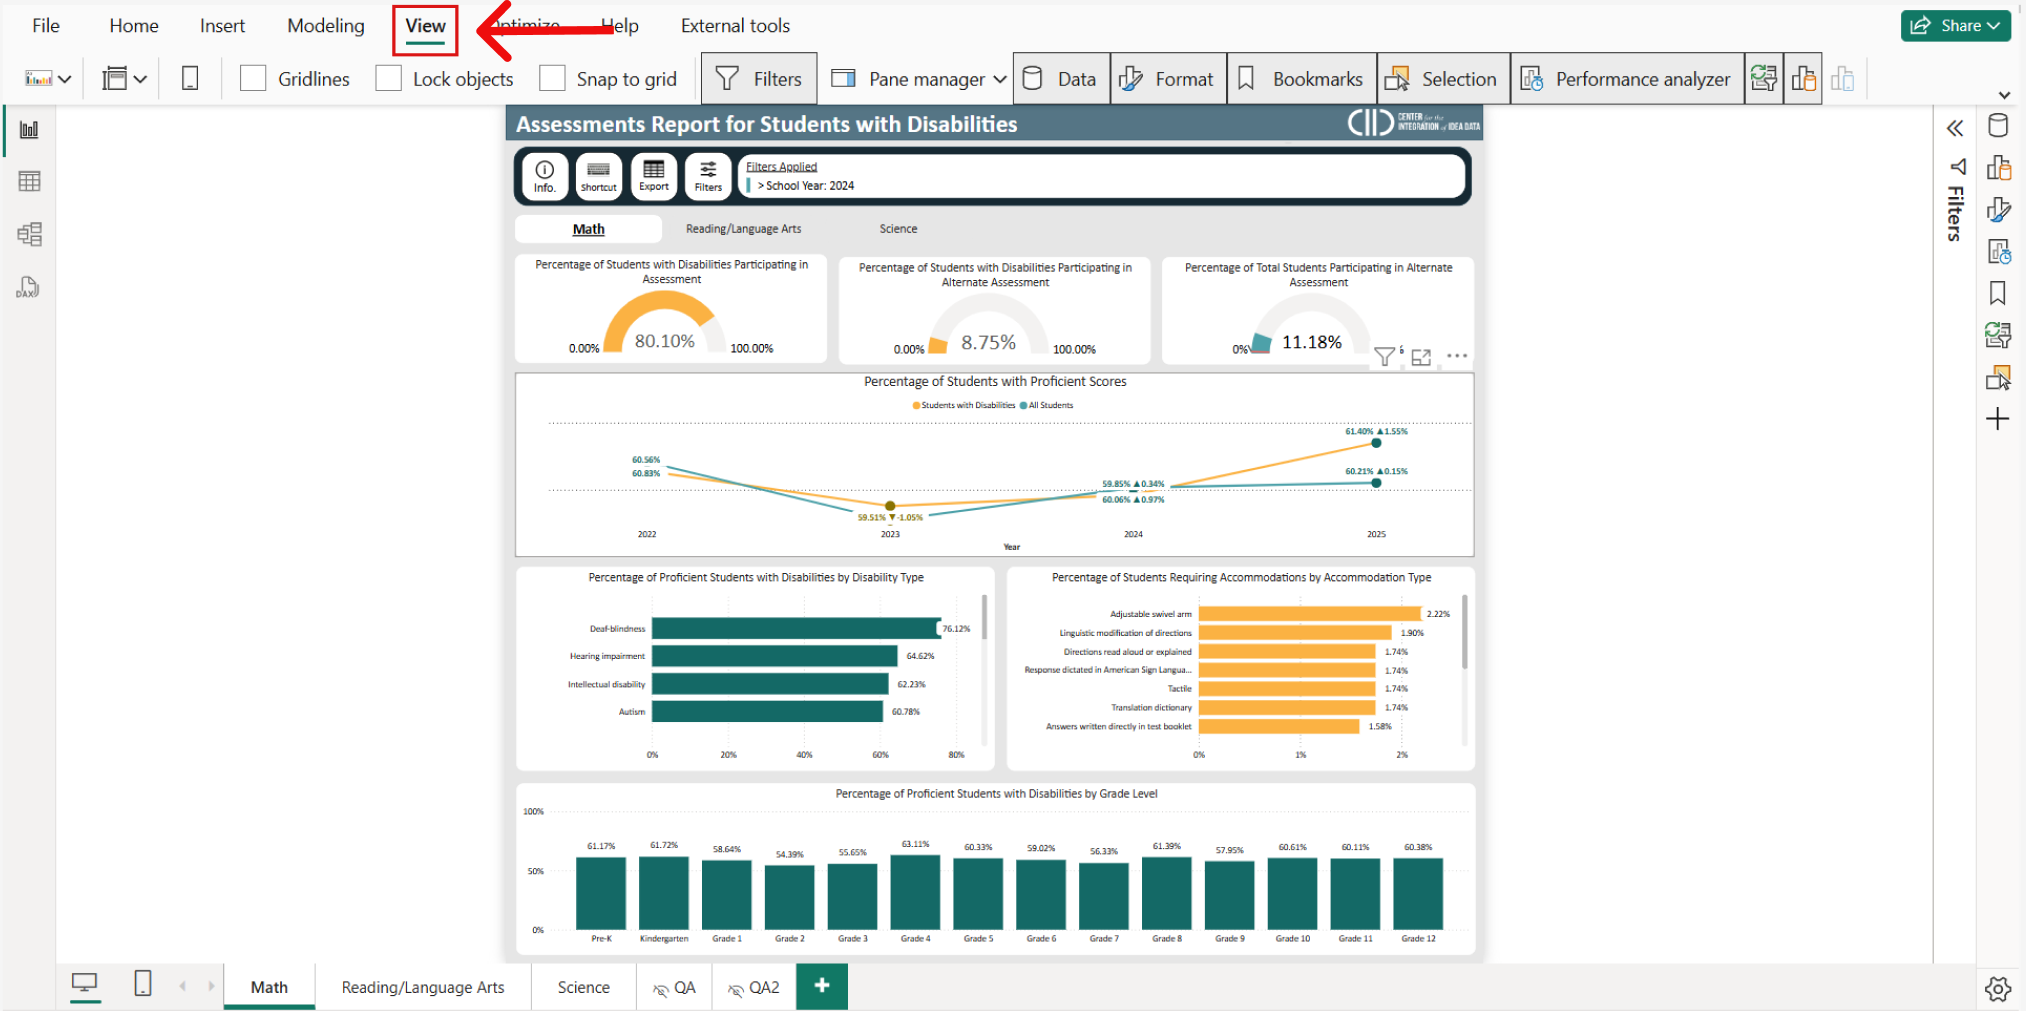 File Home Insert Modeling View Optimize Help External tools Share
Gridlines Lock objects Snap to grid Filters Pane manager Data Format Bookmarks Selection Performance analyzer
Assessments Report for Students with Disabilities
CIID CENTER for the
INTEGRATION of IDEA DATA
Info. Shortcut Export Filters
Filters Applied
> School Year: 2024
Math Reading/Language Arts Science
Percentage of Students with Disabilities Participating in
Assessment
0.00% 80.10% 100.00%
Percentage of Students with Disabilities Participating in
Alternate Assessment
0.00% 8.75% 100.00%
Percentage of Total Students Participating in Alternate
Assessment
0% 11.18%
Percentage of Students with Proficient Scores
Students with Disabilities All Students
61.40% ▲1.55%
60.56%
60.83%
60.21% ▲0.15%
59.85% ▲0.34%
60.06% ▲0.97%
59.51% ▼-1.05%
2022 2023 2024 2025
Year
Percentage of Proficient Students with Disabilities by Disability Type
Deaf-blindness 76.12%
Hearing impairment 64.62%
Intellectual disability 62.23%
Autism 60.78%
0% 20% 40% 60% 80%
Percentage of Students Requiring Accommodations by Accommodation Type
Adjustable swivel arm 2.22%
Linguistic modification of directions 1.90%
Directions read aloud or explained 1.74%
Response dictated in American Sign Langua... 1.74%
Tactile 1.74%
Translation dictionary 1.74%
Answers written directly in test booklet 1.58%
0% 1% 2%
Percentage of Proficient Students with Disabilities by Grade Level
100%
50%
0%
61.17% 61.72% 58.64% 54.39% 55.65% 63.11% 60.33% 59.02% 56.33% 61.39% 57.95% 60.61% 60.11% 60.38%
Pre-K Kindergarten Grade 1 Grade 2 Grade 3 Grade 4 Grade 5 Grade 6 Grade 7 Grade 8 Grade 9 Grade 10 Grade 11 Grade 12
Filters
DAX
Math Reading/Language Arts Science QA QA2 +